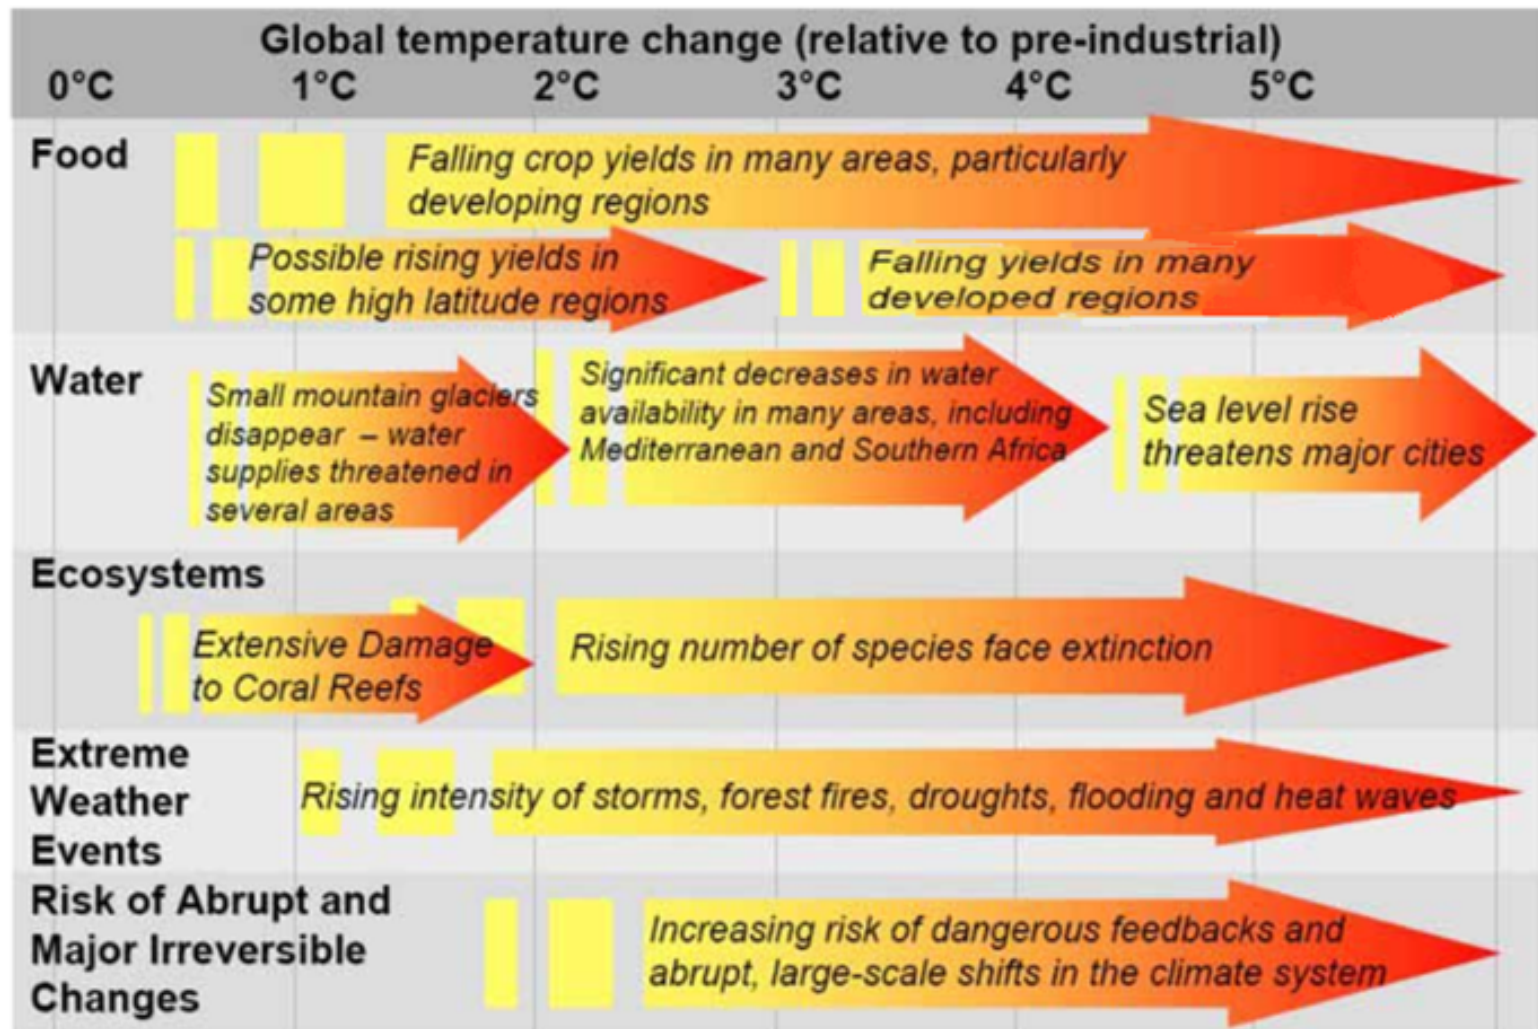 Global temperature change (relative to pre-industrial)
0°C 1°C 2°C 3°C 4°C 5°C
Food
Falling crop yields in many areas, particularly
developing regions
Possible rising yields in
some high latitude regions
Falling yields in many
developed regions
Water
Small mountain glaciers
disappear – water
supplies threatened in
several areas
Significant decreases in water
availability in many areas, including
Mediterranean and Southern Africa
Sea level rise
threatens major cities
Ecosystems
Extensive Damage
to Coral Reefs
Rising number of species face extinction
Extreme
Weather
Events
Rising intensity of storms, forest fires, droughts, flooding and heat waves
Risk of Abrupt and
Major Irreversible
Changes
Increasing risk of dangerous feedbacks and
abrupt, large-scale shifts in the climate system